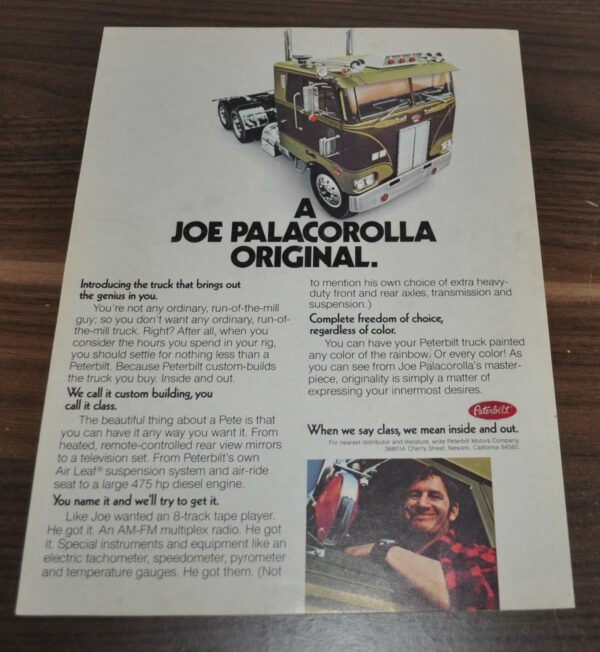 A
JOE PALACOROLLA
ORIGINAL.
Introducing the truck that brings out
the genius in you.
You're not any ordinary, run-of-the-mill
guy; so you don't want any ordinary, run-of-
the-mill truck. Right? After all, when you
consider the hours you spend in your rig,
you should settle for nothing less than a
Peterbilt. Because Peterbilt custom-builds
the truck you buy. Inside and out.
We call it custom building, you
call it class.
The beautiful thing about a Pete is that
you can have it any way you want it. From
heated, remote-controlled rear view mirrors
to a television set. From Peterbilt's own
Air Leaf® suspension system and air-ride
seat to a large 475 hp diesel engine.
You name it and we'll try to get it.
Like Joe wanted an 8-track tape player.
He got it. An AM-FM multiplex radio. He got
it. Special instruments and equipment like an
electric tachometer, speedometer, pyrometer
and temperature gauges. He got them. (Not
to mention his own choice of extra heavy-
duty front and rear axles, transmission and
suspension.)
Complete freedom of choice,
regardless of color.
You can have your Peterbilt truck painted
any color of the rainbow. Or every color! As
you can see from Joe Palacorolla's master-
piece, originality is simply a matter of
expressing your innermost desires.
Peterbilt
When we say class, we mean inside and out.
For nearest distributor and literature, write Peterbilt Motors Company,
38801A Cherry Street, Newark, California 94560.